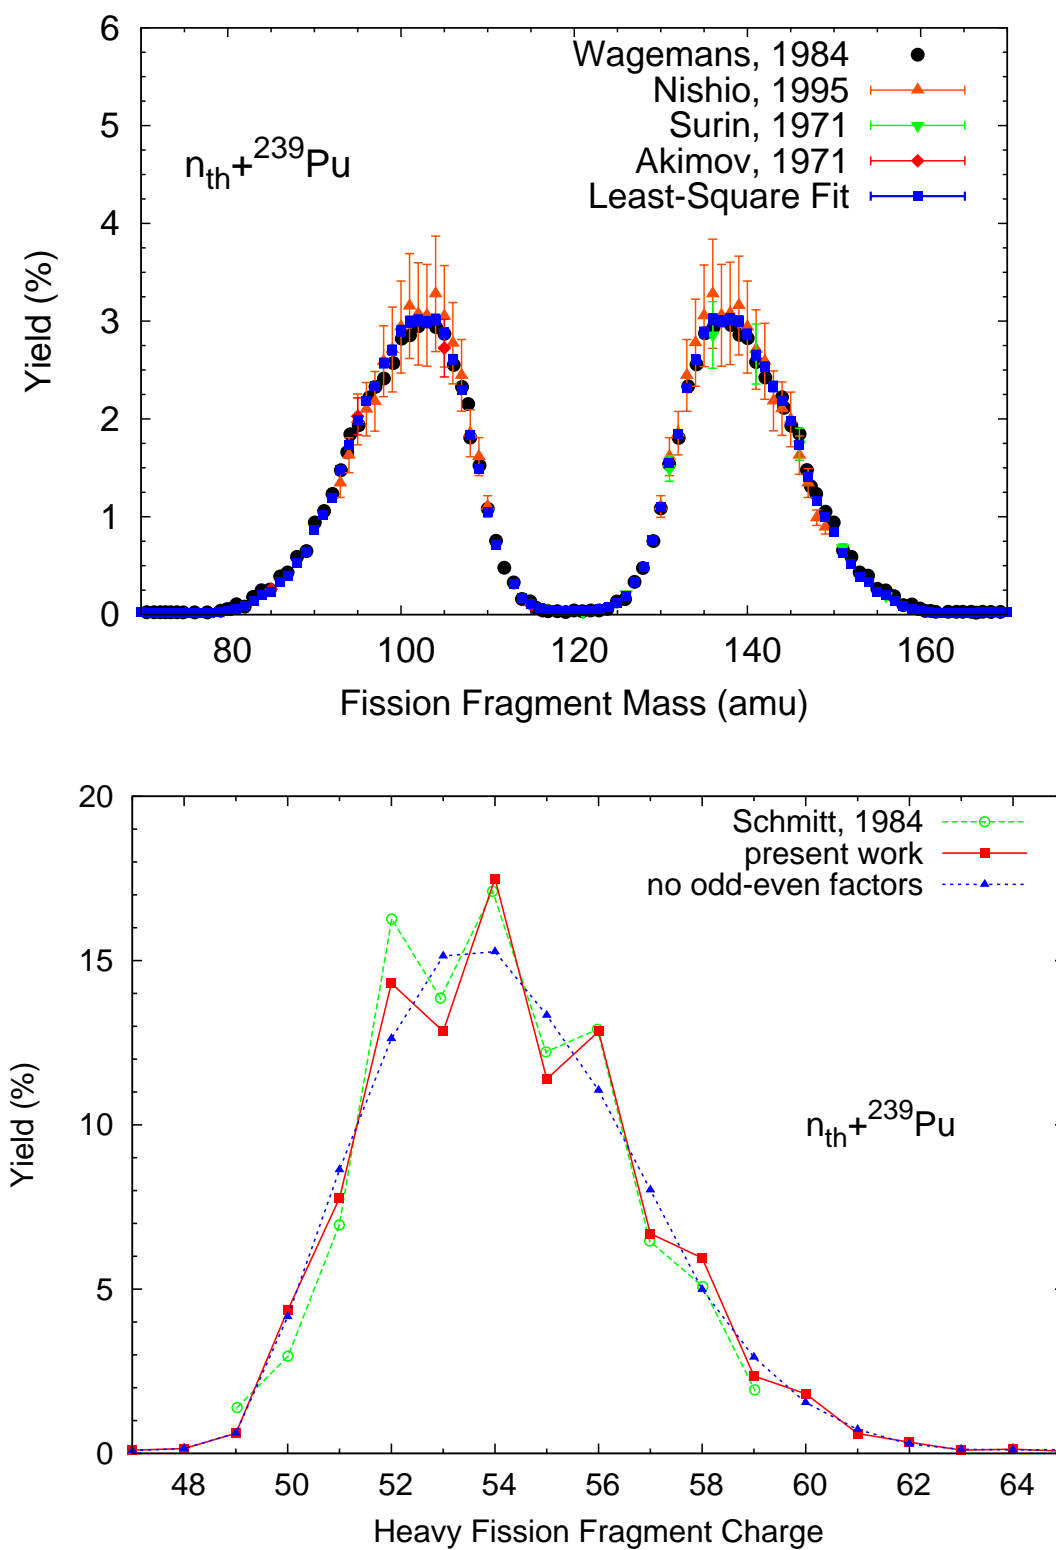 6
5
4
3
2
1
0
Yield (%)
n_th+^239Pu
Wagemans, 1984
Nishio, 1995
Surin, 1971
Akimov, 1971
Least-Square Fit
80 100 120 140 160
Fission Fragment Mass (amu)
20
15
10
5
0
Yield (%)
Schmitt, 1984
present work
no odd-even factors
n_th+^239Pu
48 50 52 54 56 58 60 62 64
Heavy Fission Fragment Charge